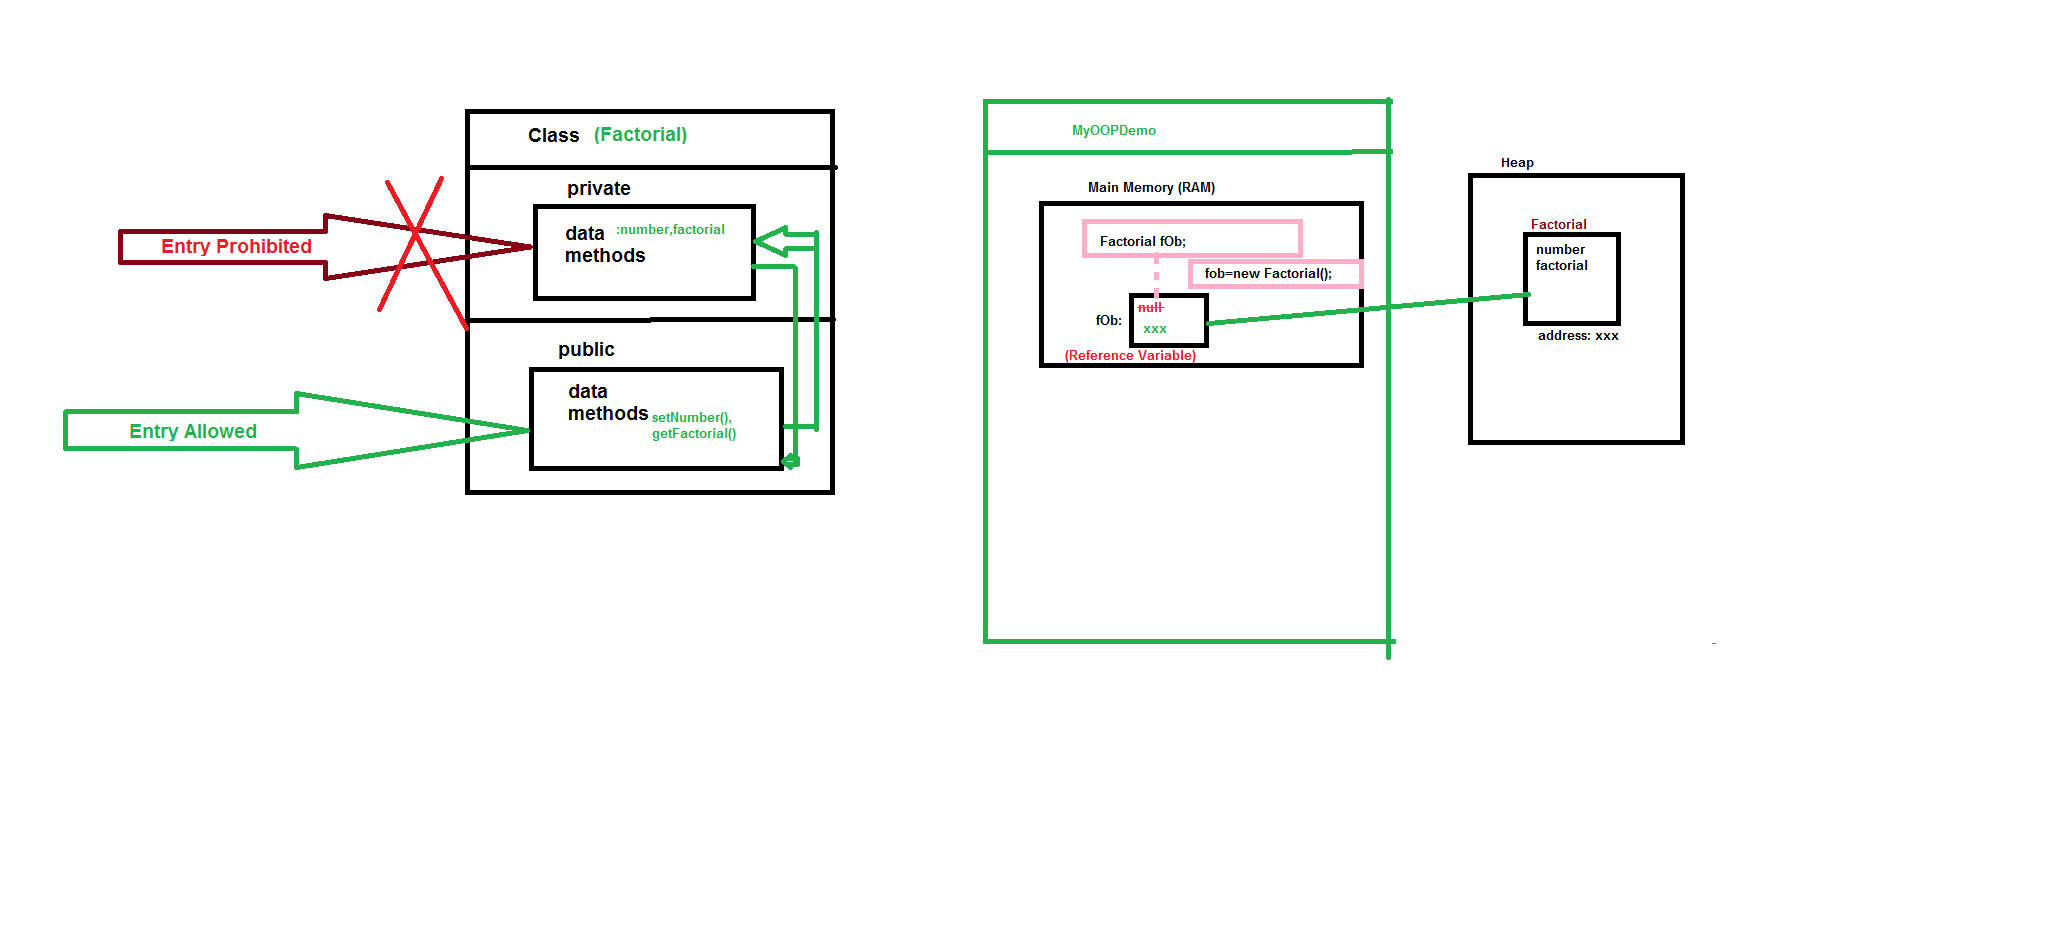 Class (Factorial)
private
data :number,factorial
methods
Entry Prohibited
public
data
methods setNumber(),
getFactorial()
Entry Allowed
MyOOPDemo
Main Memory (RAM)
Factorial fOb;
fob=new Factorial();
null
fOb:
xxx
(Reference Variable)
Heap
Factorial
number
factorial
address: xxx